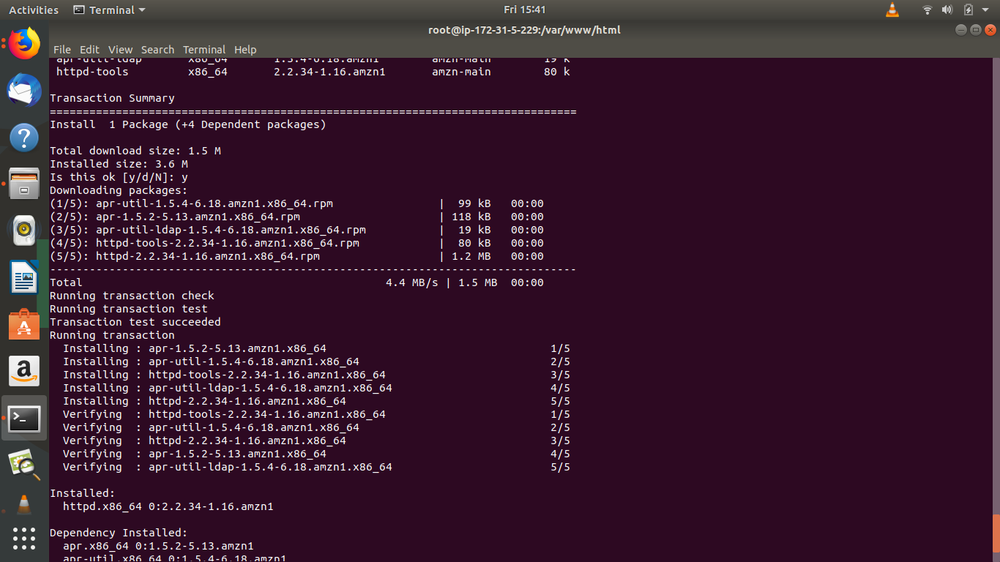 Activities Terminal Fri 15:41
root@ip-172-31-5-229:/var/www/html
File Edit View Search Terminal Help
apr-util-ldap x86_64 1.5.4-6.18.amzn1 amzn-main 19 k
httpd-tools x86_64 2.2.34-1.16.amzn1 amzn-main 80 k
Transaction Summary
================================================================================
Install 1 Package (+4 Dependent packages)
Total download size: 1.5 M
Installed size: 3.6 M
Is this ok [y/d/N]: y
Downloading packages:
(1/5): apr-util-1.5.4-6.18.amzn1.x86_64.rpm | 99 kB 00:00
(2/5): apr-1.5.2-5.13.amzn1.x86_64.rpm | 118 kB 00:00
(3/5): apr-util-ldap-1.5.4-6.18.amzn1.x86_64.rpm | 19 kB 00:00
(4/5): httpd-tools-2.2.34-1.16.amzn1.x86_64.rpm | 80 kB 00:00
(5/5): httpd-2.2.34-1.16.amzn1.x86_64.rpm | 1.2 MB 00:00
--------------------------------------------------------------------------------
Total 4.4 MB/s | 1.5 MB 00:00
Running transaction check
Running transaction test
Transaction test succeeded
Running transaction
Installing : apr-1.5.2-5.13.amzn1.x86_64 1/5
Installing : apr-util-1.5.4-6.18.amzn1.x86_64 2/5
Installing : httpd-tools-2.2.34-1.16.amzn1.x86_64 3/5
Installing : apr-util-ldap-1.5.4-6.18.amzn1.x86_64 4/5
Installing : httpd-2.2.34-1.16.amzn1.x86_64 5/5
Verifying : httpd-tools-2.2.34-1.16.amzn1.x86_64 1/5
Verifying : apr-util-1.5.4-6.18.amzn1.x86_64 2/5
Verifying : httpd-2.2.34-1.16.amzn1.x86_64 3/5
Verifying : apr-1.5.2-5.13.amzn1.x86_64 4/5
Verifying : apr-util-ldap-1.5.4-6.18.amzn1.x86_64 5/5
Installed:
httpd.x86_64 0:2.2.34-1.16.amzn1
Dependency Installed:
apr.x86_64 0:1.5.2-5.13.amzn1
apr-util.x86_64 0:1.5.4-6.18.amzn1